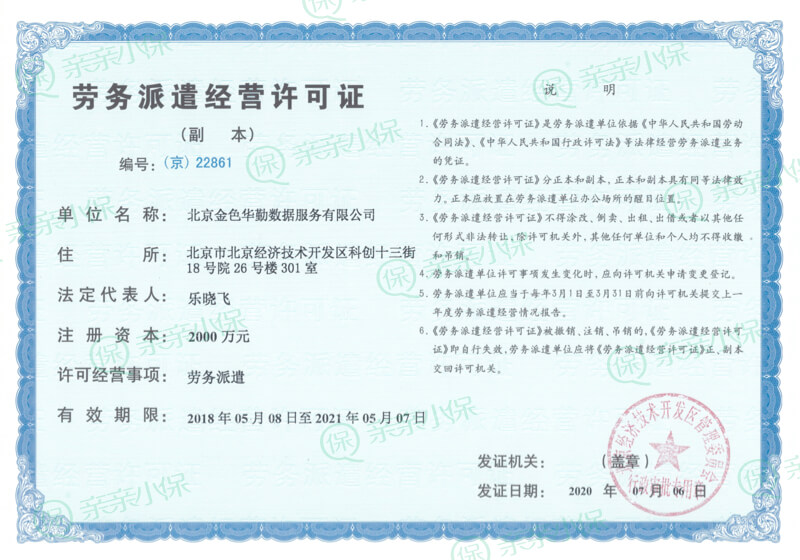 劳务派遣经营许可证
(副 本)
编号: (京) 22861
单位名称: 北京金色华勤数据服务有限公司
住 所: 北京市北京经济技术开发区科创十三街
18号院26号楼301室
法定代表人: 乐晓飞
注册资本: 2000万元
许可经营事项: 劳务派遣
有效期限: 2018年05月08日至2021年05月07日
说 明
1.《劳务派遣经营许可证》是劳务派遣单位依据《中华人民共和国劳动
合同法》、《中华人民共和国行政许可法》等法律经营劳务派遣业务
的凭证。
2.《劳务派遣经营许可证》分正本和副本,正本和副本具有同等法律效
力,正本应放置在劳务派遣单位办公场所的醒目位置。
3.《劳务派遣经营许可证》不得涂改、倒卖、出租、出借或者以其他任
何形式非法转让,除许可机关外,其他任何单位和个人均不得收缴
和吊销。
4.劳务派遣单位许可事项发生变化时,应向许可机关申请变更登记。
5.劳务派遣单位应当于每年3月1日至3月31日前向许可机关提交上一
年度劳务派遣经营情况报告。
6.《劳务派遣经营许可证》被撤销、注销、吊销的,《劳务派遣经营许可
证》即自行失效,劳务派遣单位应将《劳务派遣经营许可证》正、副本
交回许可机关。
发证机关: (盖章)
发证日期: 2020 年 07 月 06 日
北京经济技术开发区管理委员会
行政审批专用章
保 亲亲小保